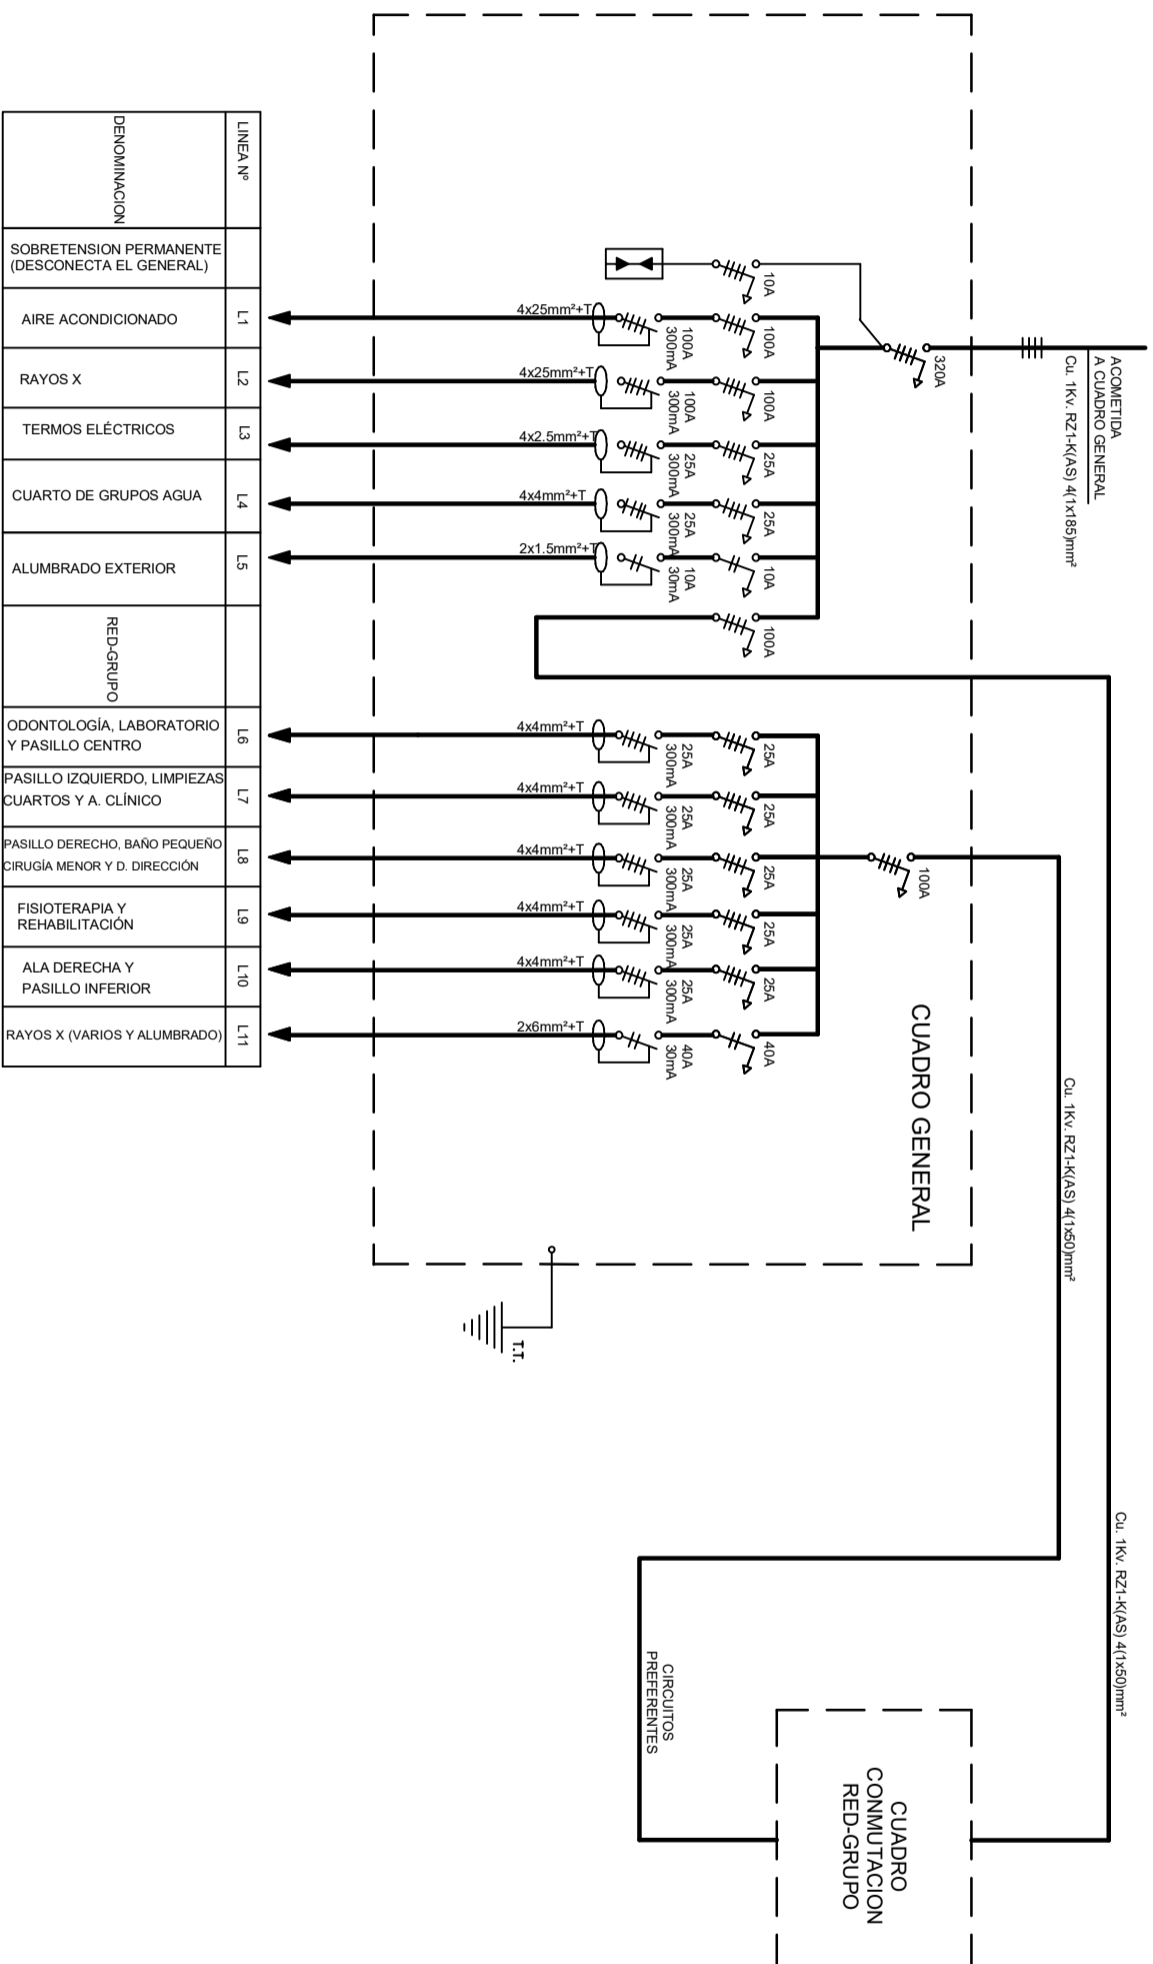 ACOMETIDA
A CUADRO GENERAL
Cu. 1Kv. RZ1-K(AS) 4(1x185)mm²
320A
10A
100A
100A
300mA
4x25mm²+T
100A
100A
300mA
4x25mm²+T
25A
25A
300mA
4x2.5mm²+T
25A
25A
300mA
4x4mm²+T
10A
10A
30mA
2x1.5mm²+T
100A
25A
25A
300mA
4x4mm²+T
25A
25A
300mA
4x4mm²+T
25A
25A
300mA
4x4mm²+T
25A
25A
300mA
4x4mm²+T
25A
25A
300mA
4x4mm²+T
40A
40A
30mA
2x6mm²+T
100A
CUADRO GENERAL
Cu. 1Kv. RZ1-K(AS) 4(1x50)mm²
Cu. 1Kv. RZ1-K(AS) 4(1x50)mm²
T.T.
CIRCUITOS
PREFERENTES
CUADRO
CONMUTACION
RED-GRUPO
LINEA Nº
DENOMINACION
SOBRETENSION PERMANENTE
(DESCONECTA EL GENERAL)
L1
AIRE ACONDICIONADO
L2
RAYOS X
L3
TERMOS ELÉCTRICOS
L4
CUARTO DE GRUPOS AGUA
L5
ALUMBRADO EXTERIOR
RED-GRUPO
L6
ODONTOLOGÍA, LABORATORIO
Y PASILLO CENTRO
L7
PASILLO IZQUIERDO, LIMPIEZAS
CUARTOS Y A. CLÍNICO
L8
PASILLO DERECHO, BAÑO PEQUEÑO
CIRUGÍA MENOR Y D. DIRECCIÓN
L9
FISIOTERAPIA Y
REHABILITACIÓN
L10
ALA DERECHA Y
PASILLO INFERIOR
L11
RAYOS X (VARIOS Y ALUMBRADO)